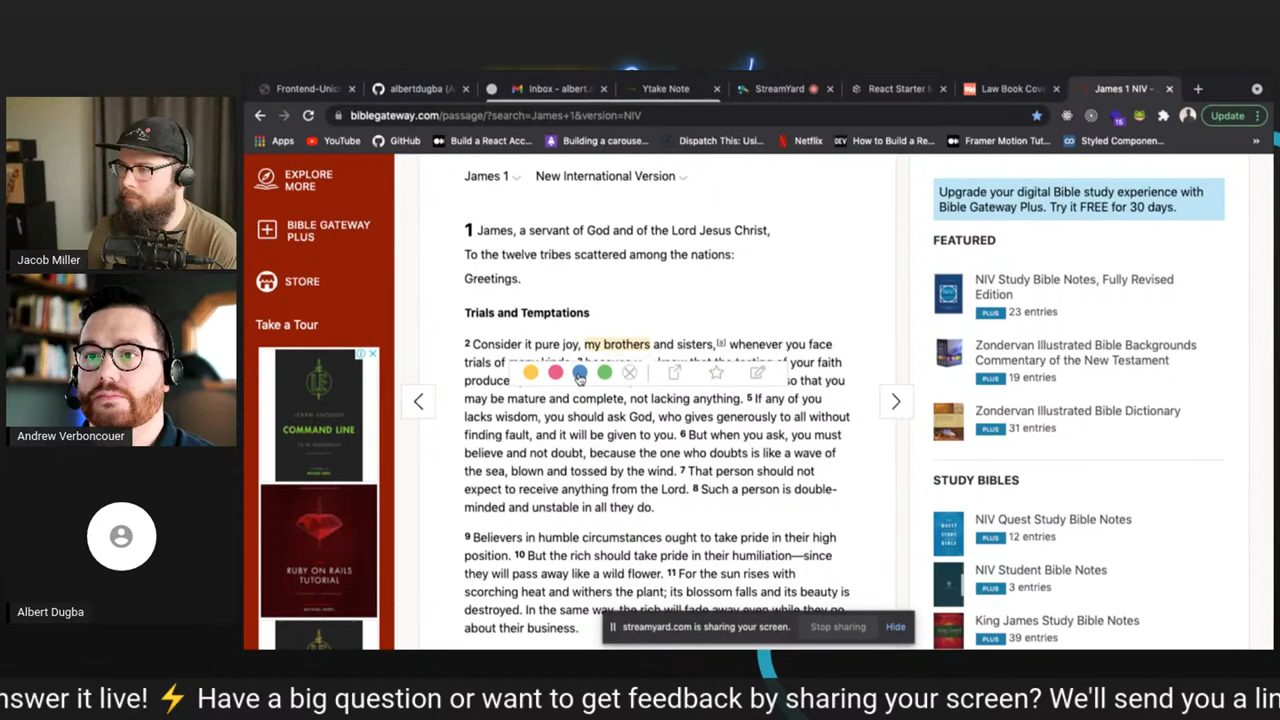 Frontend-Unic
albertdugba (A
Inbox - albert.
Ytake Note
StreamYard
React Starter
Law Book Cov
James 1 NIV -
biblegateway.com/passage/?search=James+1&version=NIV
Update
Apps
YouTube
GitHub
Build a React Acc...
Building a carouse...
Dispatch This: Usi...
Netflix
How to Build a Re...
Framer Motion Tut...
Styled Componen...
»
Jacob Miller
Andrew Verboncouer
Albert Dugba
EXPLORE
MORE
BIBLE GATEWAY
PLUS
STORE
Take a Tour
LEARN ENOUGH
COMMAND LINE
TO BE DANGEROUS
RUBY ON RAILS
TUTORIAL
James 1
New International Version
1 James, a servant of God and of the Lord Jesus Christ,
To the twelve tribes scattered among the nations:
Greetings.
Trials and Temptations
2 Consider it pure joy, my brothers and sisters,[a] whenever you face
trials of your faith
produce so that you
may be mature and complete, not lacking anything. 5 If any of you
lacks wisdom, you should ask God, who gives generously to all without
finding fault, and it will be given to you. 6 But when you ask, you must
believe and not doubt, because the one who doubts is like a wave of
the sea, blown and tossed by the wind. 7 That person should not
expect to receive anything from the Lord. 8 Such a person is double-
minded and unstable in all they do.
9 Believers in humble circumstances ought to take pride in their high
position. 10 But the rich should take pride in their humiliation—since
they will pass away like a wild flower. 11 For the sun rises with
scorching heat and withers the plant; its blossom falls and its beauty is
destroyed. In the same way, the rich will fade away even while they go
about their business.
streamyard.com is sharing your screen.
Stop sharing
Hide
Upgrade your digital Bible study experience with
Bible Gateway Plus. Try it FREE for 30 days.
FEATURED
NIV Study Bible Notes, Fully Revised
Edition
PLUS 23 entries
Zondervan Illustrated Bible Backgrounds
Commentary of the New Testament
PLUS 19 entries
Zondervan Illustrated Bible Dictionary
PLUS 31 entries
STUDY BIBLES
NIV Quest Study Bible Notes
PLUS 12 entries
NIV Student Bible Notes
PLUS 3 entries
King James Study Bible Notes
PLUS 39 entries
nswer it live! ⚡ Have a big question or want to get feedback by sharing your screen? We'll send you a lin